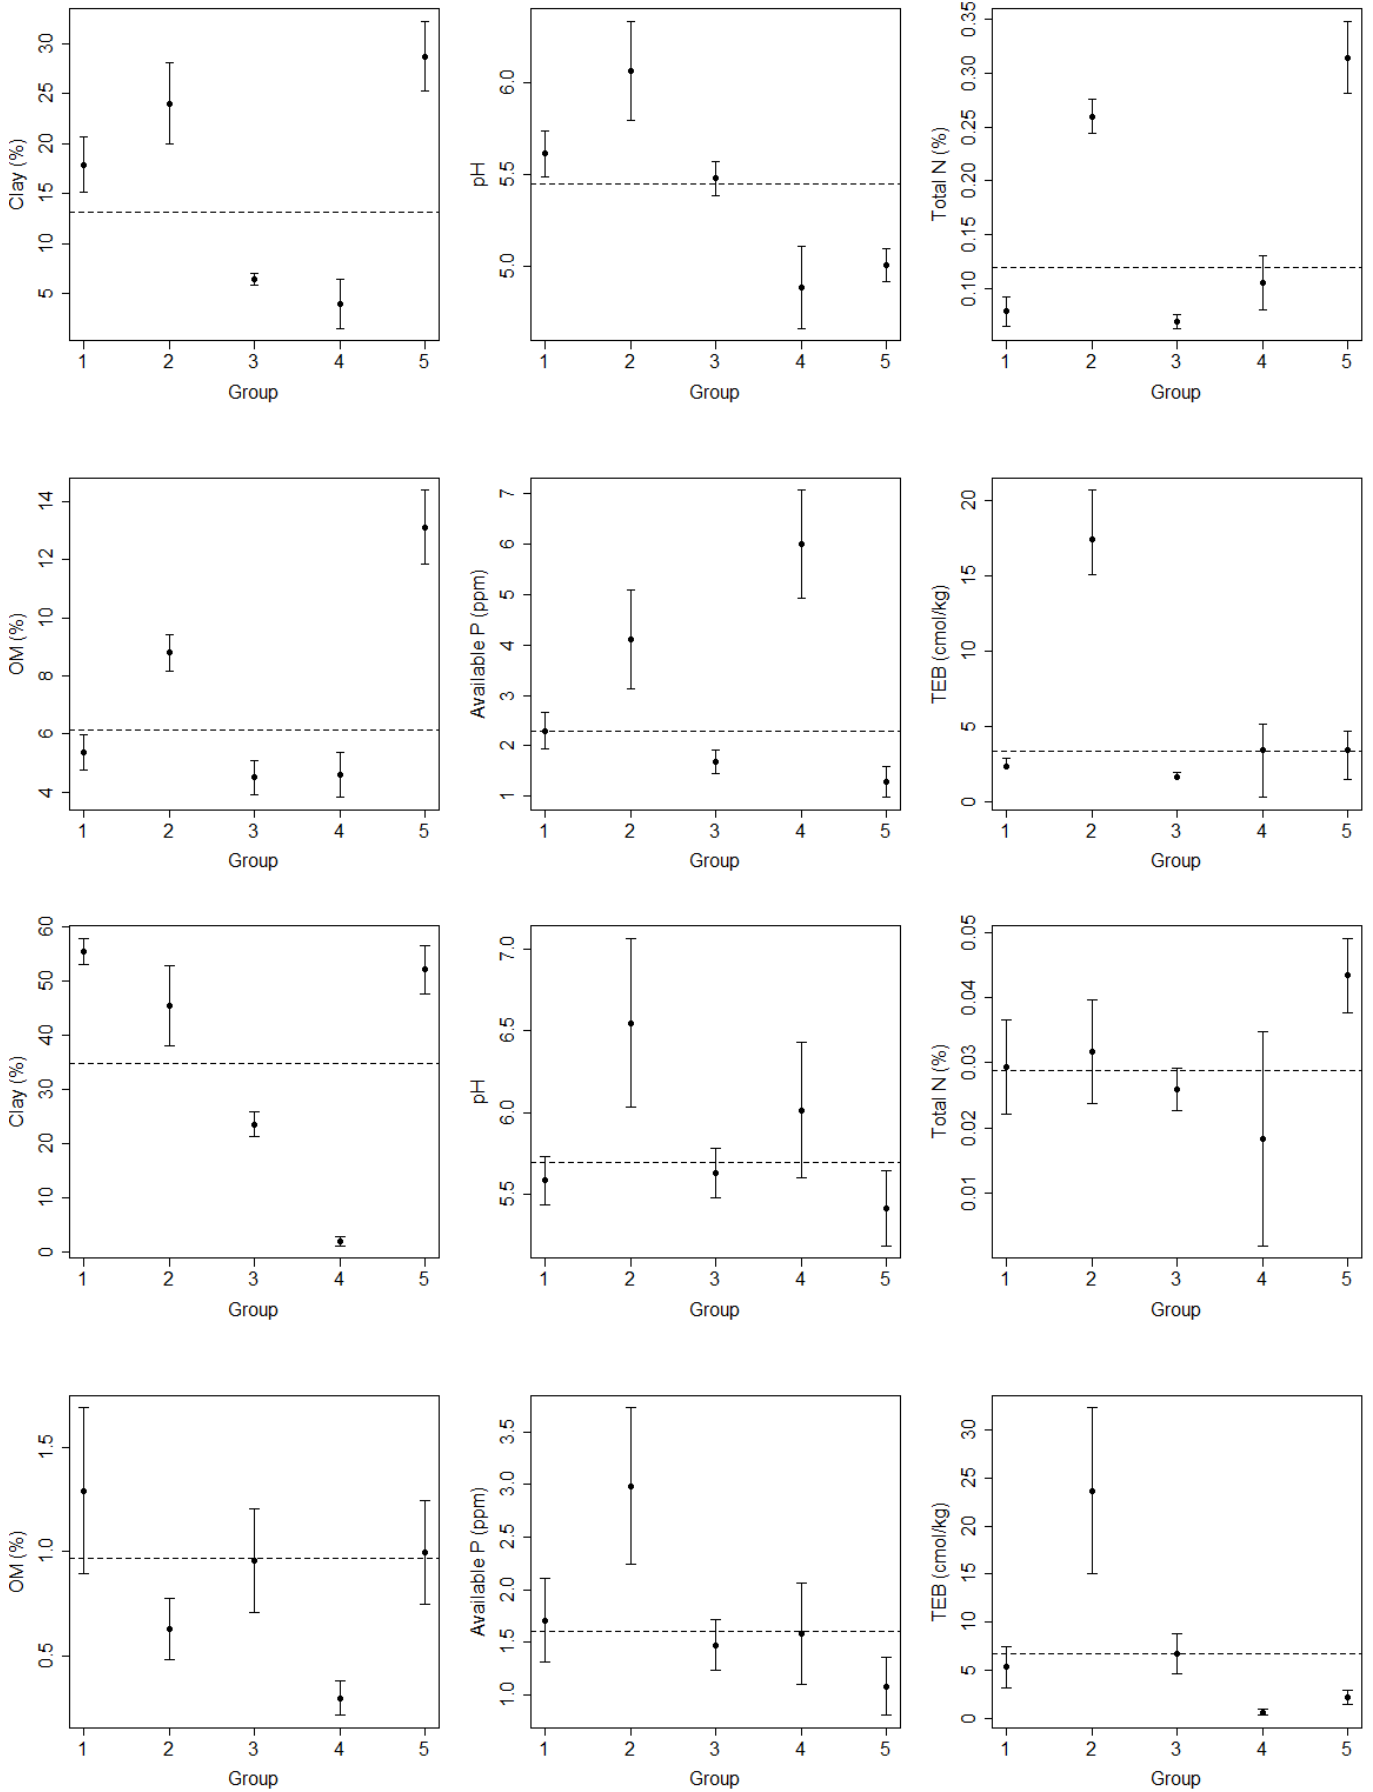 Clay (%)
30
25
20
15
10
5
1 2 3 4 5
Group
pH
6.0
5.5
5.0
1 2 3 4 5
Group
Total N (%)
0.35
0.30
0.25
0.20
0.15
0.10
1 2 3 4 5
Group
OM (%)
14
12
10
8
6
4
1 2 3 4 5
Group
Available P (ppm)
7
6
5
4
3
2
1
1 2 3 4 5
Group
TEB (cmol/kg)
20
15
10
5
0
1 2 3 4 5
Group
Clay (%)
60
50
40
30
20
10
0
1 2 3 4 5
Group
pH
7.0
6.5
6.0
5.5
1 2 3 4 5
Group
Total N (%)
0.05
0.04
0.03
0.02
0.01
1 2 3 4 5
Group
OM (%)
1.5
1.0
0.5
1 2 3 4 5
Group
Available P (ppm)
3.5
3.0
2.5
2.0
1.5
1.0
1 2 3 4 5
Group
TEB (cmol/kg)
30
25
20
15
10
5
0
1 2 3 4 5
Group